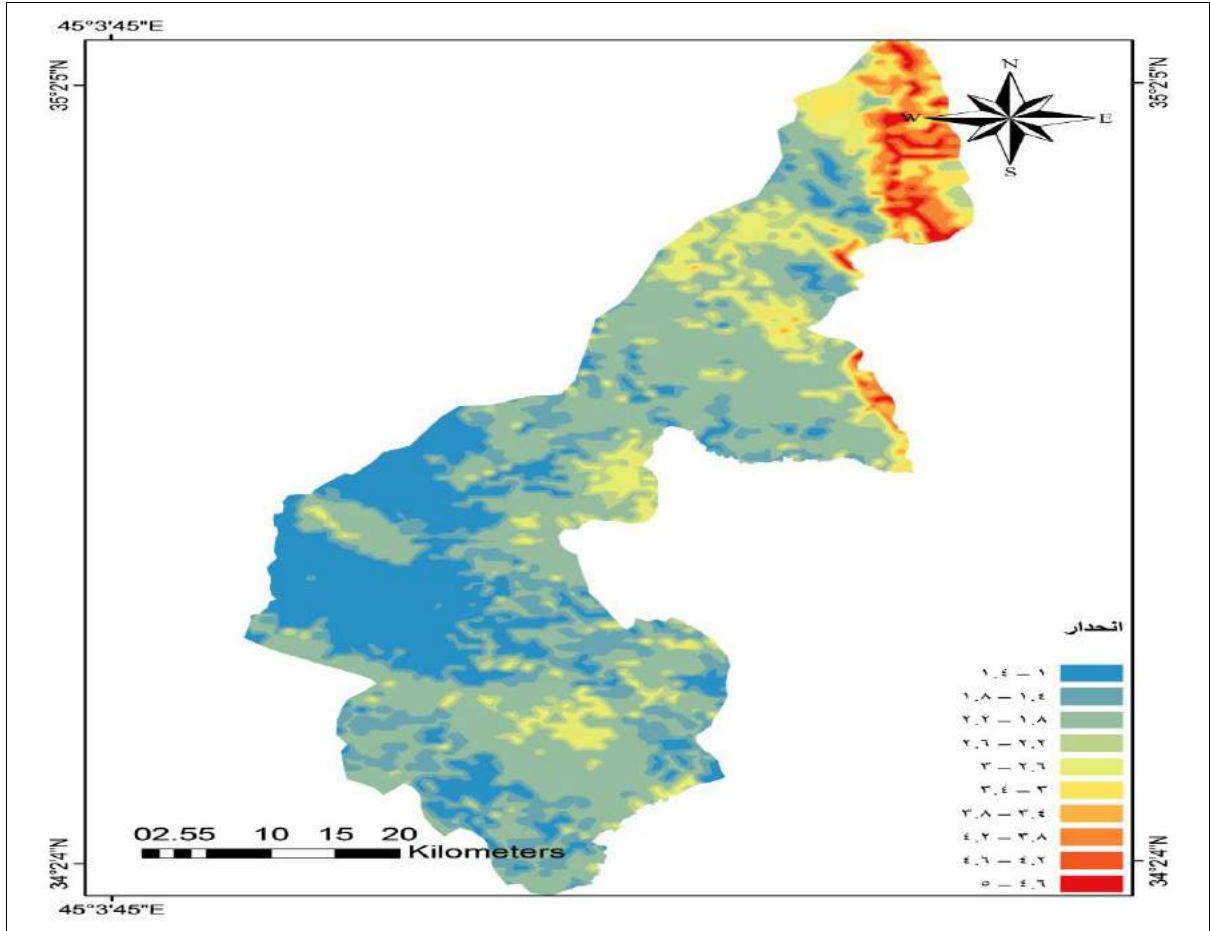 45°3'45"E
35°2'5"N
35°2'5"N
N
W
E
S
انحدار
١ – ١.٤
١.٤ – ١.٨
١.٨ – ٢.٢
٢.٢ – ٢.٦
٢.٦ – ٣
٣ – ٣.٤
٣.٤ – ٣.٨
٣.٨ – ٤.٢
٤.٢ – ٤.٦
٤.٦ – ٥
02.55 10 15 20
Kilometers
34°2'4"N
34°2'4"N
45°3'45"E